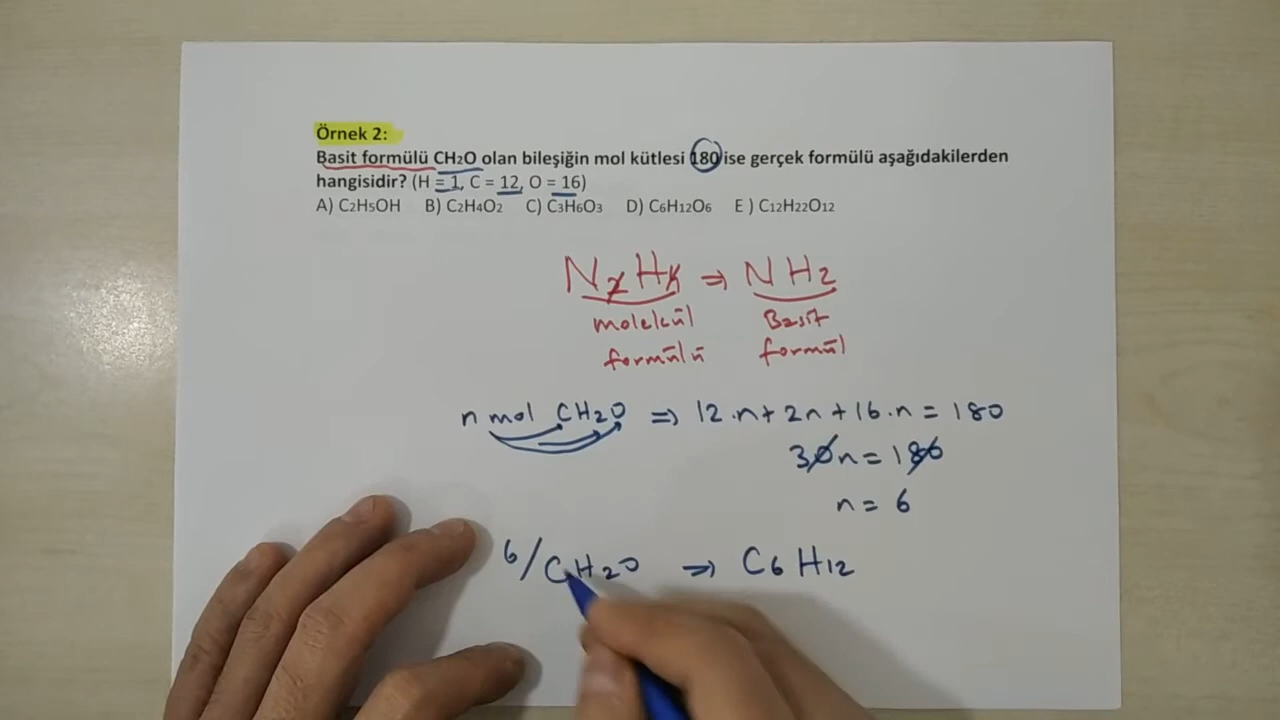 Örnek 2:
Basit formülü CH2O olan bileşiğin mol kütlesi 180 ise gerçek formülü aşağıdakilerden
hangisidir? (H = 1, C = 12, O = 16)
A) C2H5OH B) C2H4O2 C) C3H6O3 D) C6H12O6 E ) C12H22O12
N2H4 ⇒ NH2
molekül Basit
formülü formül
n mol CH2O ⇒ 12.n+2n+16.n=180
30n=180
n=6
6/CH2O ⇒ C6H12